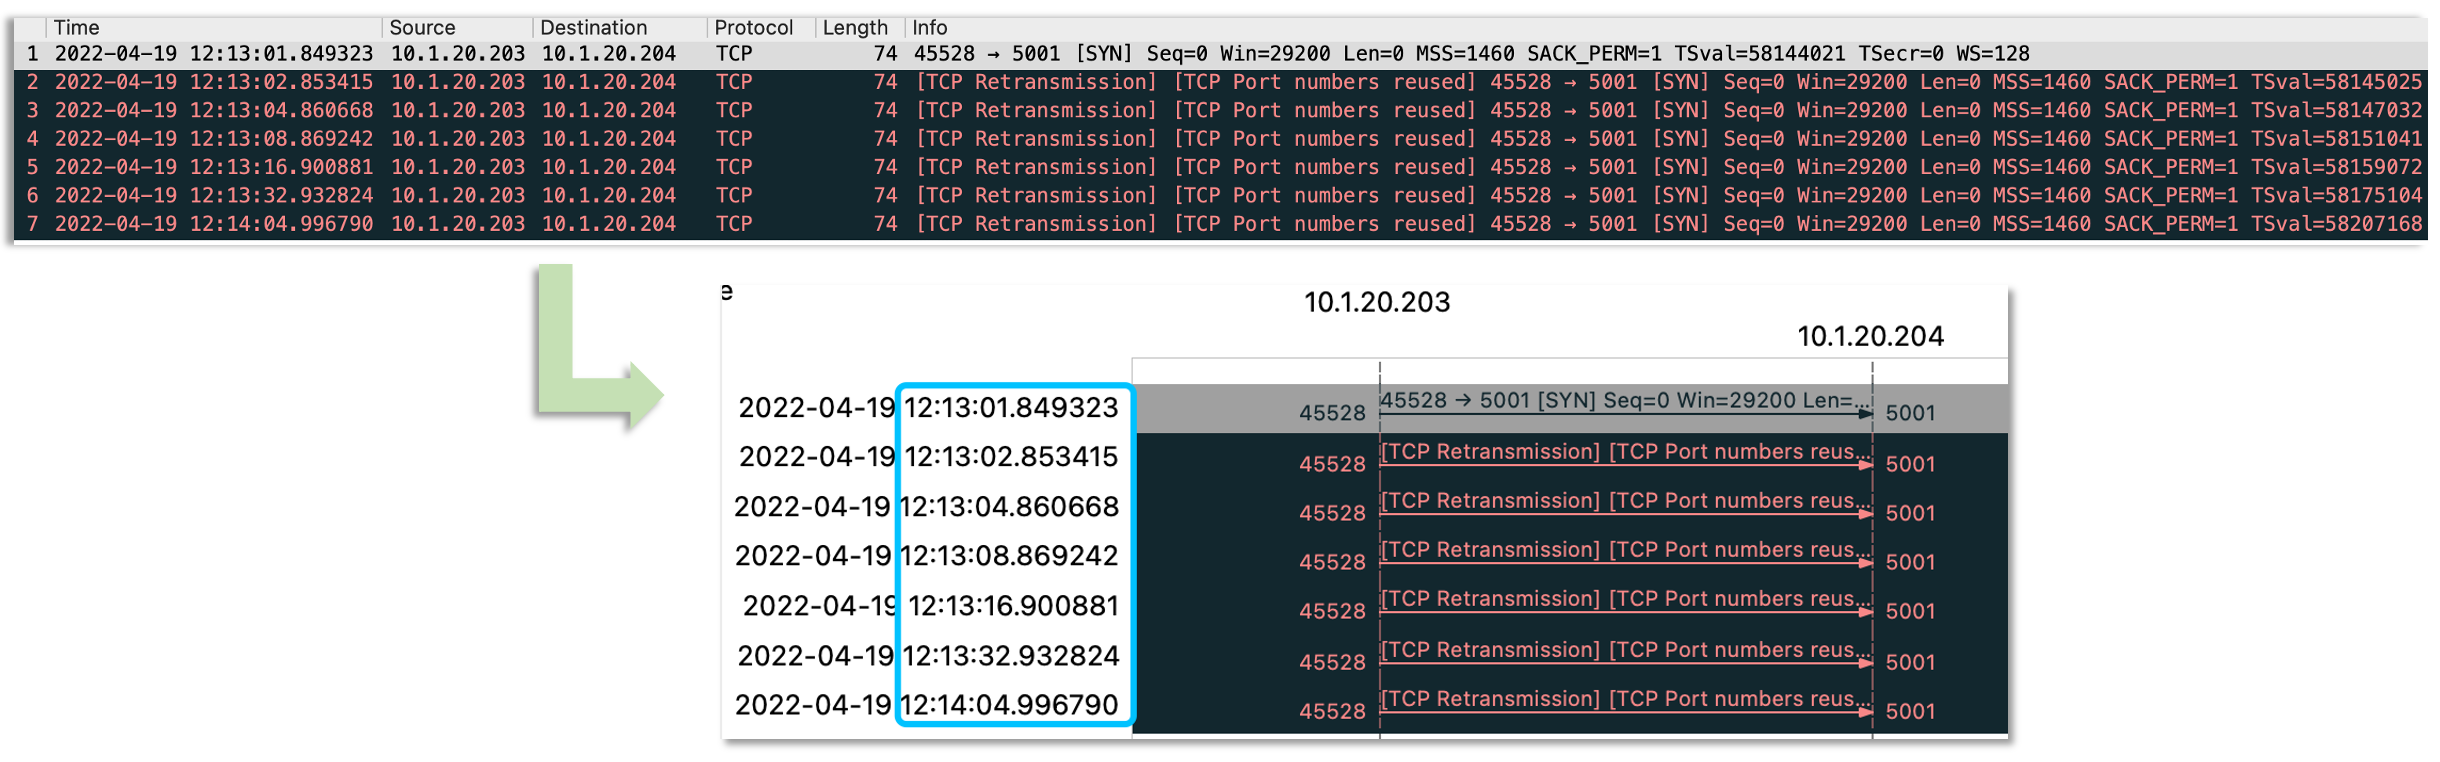 Time Source Destination Protocol Length Info
1 2022-04-19 12:13:01.849323 10.1.20.203 10.1.20.204 TCP 74 45528 → 5001 [SYN] Seq=0 Win=29200 Len=0 MSS=1460 SACK_PERM=1 TSval=58144021 TSecr=0 WS=128
2 2022-04-19 12:13:02.853415 10.1.20.203 10.1.20.204 TCP 74 [TCP Retransmission] [TCP Port numbers reused] 45528 → 5001 [SYN] Seq=0 Win=29200 Len=0 MSS=1460 SACK_PERM=1 TSval=58145025
3 2022-04-19 12:13:04.860668 10.1.20.203 10.1.20.204 TCP 74 [TCP Retransmission] [TCP Port numbers reused] 45528 → 5001 [SYN] Seq=0 Win=29200 Len=0 MSS=1460 SACK_PERM=1 TSval=58147032
4 2022-04-19 12:13:08.869242 10.1.20.203 10.1.20.204 TCP 74 [TCP Retransmission] [TCP Port numbers reused] 45528 → 5001 [SYN] Seq=0 Win=29200 Len=0 MSS=1460 SACK_PERM=1 TSval=58151041
5 2022-04-19 12:13:16.900881 10.1.20.203 10.1.20.204 TCP 74 [TCP Retransmission] [TCP Port numbers reused] 45528 → 5001 [SYN] Seq=0 Win=29200 Len=0 MSS=1460 SACK_PERM=1 TSval=58159072
6 2022-04-19 12:13:32.932824 10.1.20.203 10.1.20.204 TCP 74 [TCP Retransmission] [TCP Port numbers reused] 45528 → 5001 [SYN] Seq=0 Win=29200 Len=0 MSS=1460 SACK_PERM=1 TSval=58175104
7 2022-04-19 12:14:04.996790 10.1.20.203 10.1.20.204 TCP 74 [TCP Retransmission] [TCP Port numbers reused] 45528 → 5001 [SYN] Seq=0 Win=29200 Len=0 MSS=1460 SACK_PERM=1 TSval=58207168
e 10.1.20.203
10.1.20.204
2022-04-19 12:13:01.849323 45528 45528 → 5001 [SYN] Seq=0 Win=29200 Len=... 5001
2022-04-19 12:13:02.853415 45528 [TCP Retransmission] [TCP Port numbers reus... 5001
2022-04-19 12:13:04.860668 45528 [TCP Retransmission] [TCP Port numbers reus... 5001
2022-04-19 12:13:08.869242 45528 [TCP Retransmission] [TCP Port numbers reus... 5001
2022-04-19 12:13:16.900881 45528 [TCP Retransmission] [TCP Port numbers reus... 5001
2022-04-19 12:13:32.932824 45528 [TCP Retransmission] [TCP Port numbers reus... 5001
2022-04-19 12:14:04.996790 45528 [TCP Retransmission] [TCP Port numbers reus... 5001